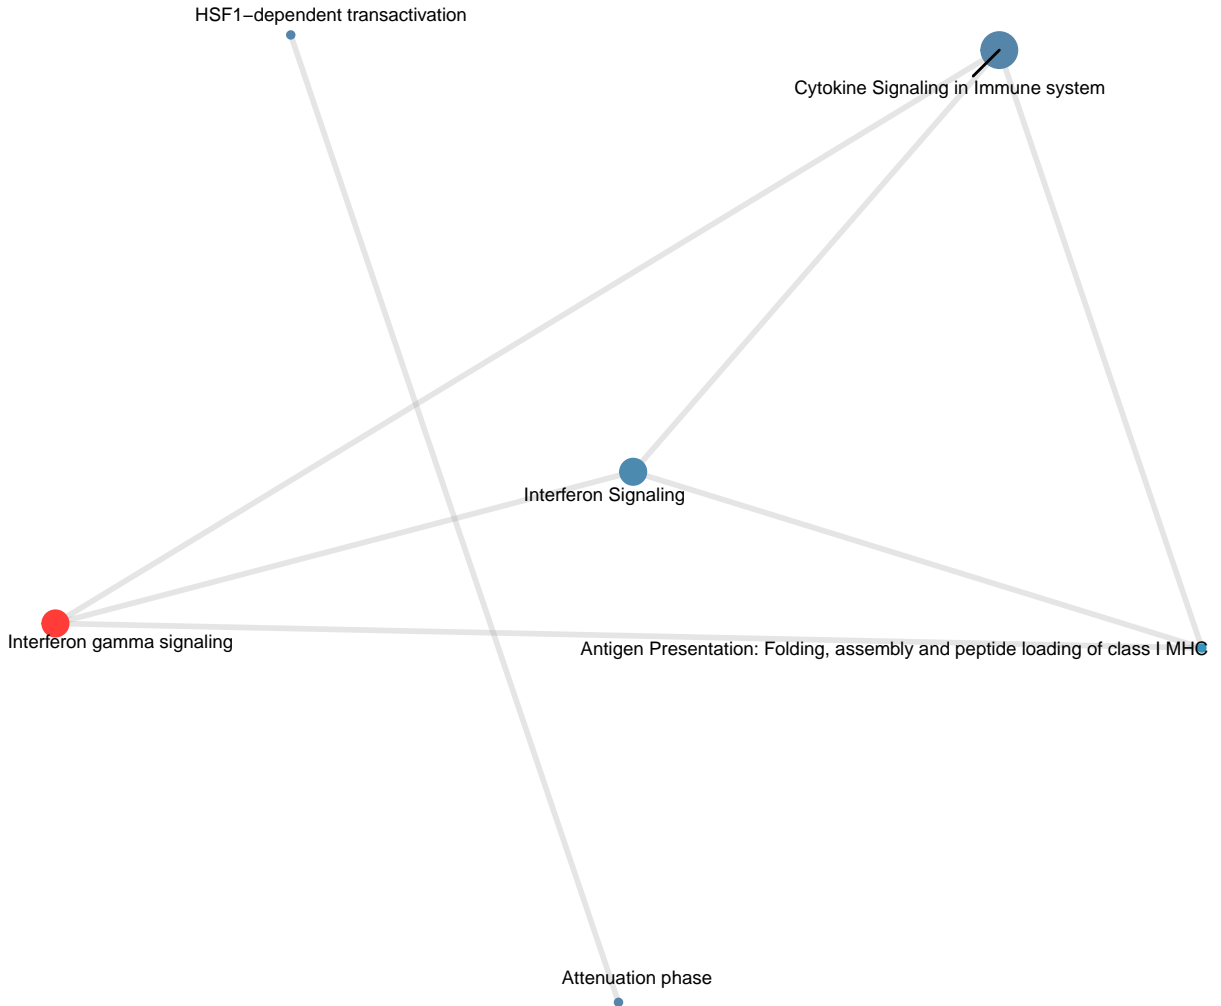 HSF1−dependent transactivation
Cytokine Signaling in Immune system
Interferon Signaling
Interferon gamma signaling
Antigen Presentation: Folding, assembly and peptide loading of class I MHC
Attenuation phase